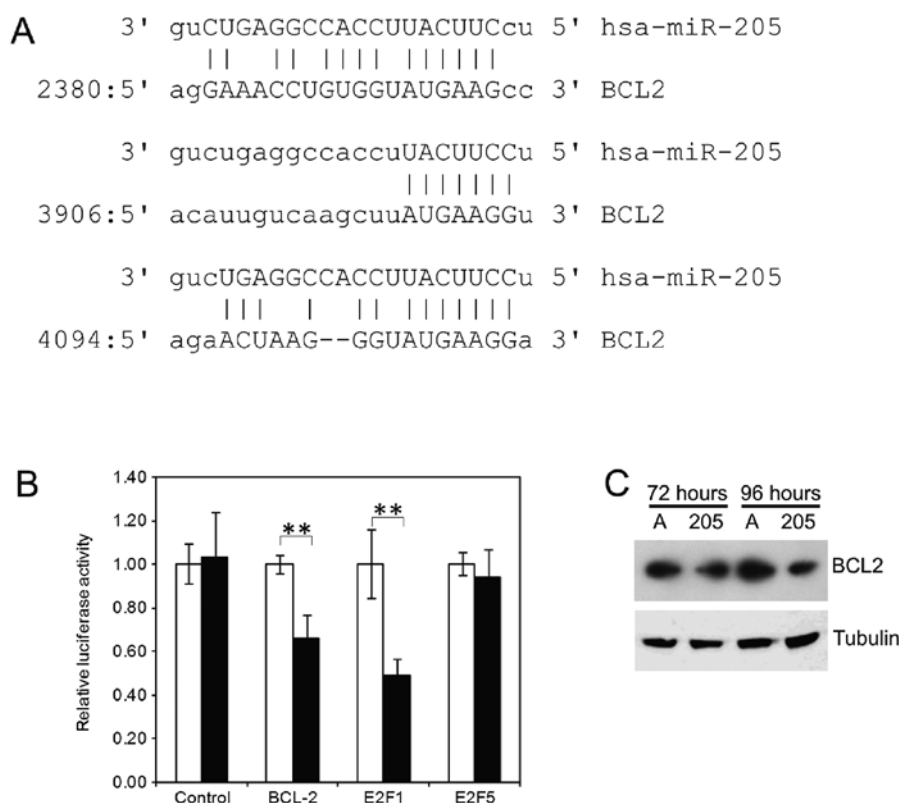 A
3' guCUGAGGCCACCUUACUUCcu 5' hsa-miR-205
|| || |||| ||||||
2380:5' agGAAACCUGUGGUAUGAAGcc 3' BCL2
3' gucugaggccaccuUACUUCCu 5' hsa-miR-205
|||||||
3906:5' acauugucaagcuuAUGAAGGu 3' BCL2
3' gucUGAGGCCACCUUACUUCCu 5' hsa-miR-205
||| | || |||||||
4094:5' agaACUAAG--GGUAUGAAGGa 3' BCL2
B
Relative luciferase activity
1.40
1.20
1.00
0.80
0.60
0.40
0.20
0.00
** **
Control BCL-2 E2F1 E2F5
C
72 hours 96 hours
A 205 A 205
BCL2
Tubulin